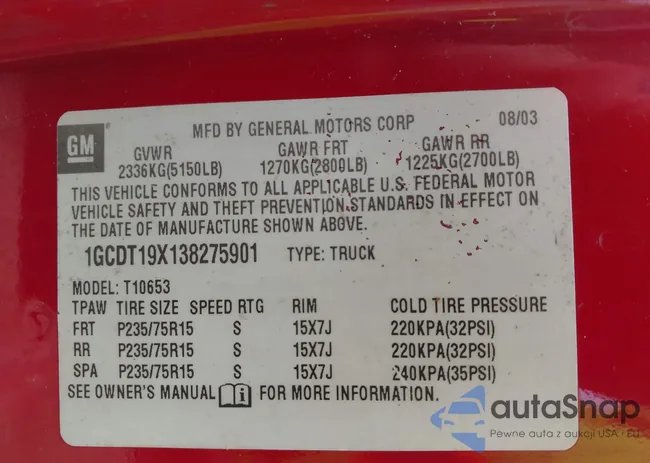 GM
MFD BY GENERAL MOTORS CORP 08/03
GVWR GAWR FRT GAWR RR
2336KG(5150LB) 1270KG(2800LB) 1225KG(2700LB)
THIS VEHICLE CONFORMS TO ALL APPLICABLE U.S. FEDERAL MOTOR
VEHICLE SAFETY AND THEFT PREVENTION STANDARDS IN EFFECT ON
THE DATE OF MANUFACTURE SHOWN ABOVE.
1GCDT19X138275901 TYPE: TRUCK
MODEL: T10653
TPAW TIRE SIZE SPEED RTG RIM COLD TIRE PRESSURE
FRT P235/75R15 S 15X7J 220KPA(32PSI)
RR P235/75R15 S 15X7J 220KPA(32PSI)
SPA P235/75R15 S 15X7J 240KPA(35PSI)
SEE OWNER'S MANUAL i FOR MORE INFORMATION.
autaSnap
Pewne auta z aukcji USA i EU